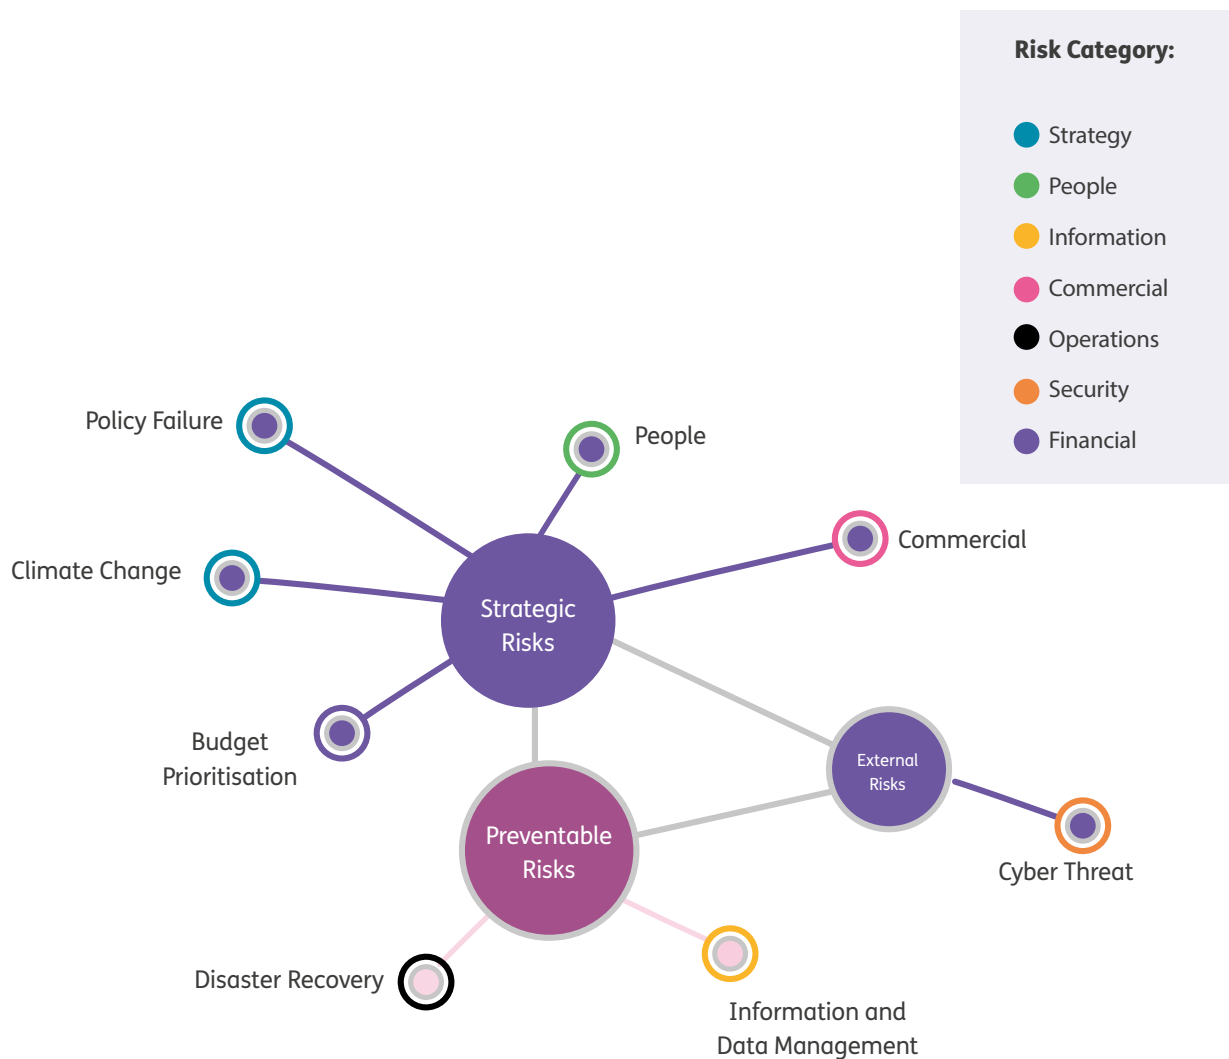 Risk Category:
Strategy
People
Information
Commercial
Operations
Security
Financial
Policy Failure
People
Commercial
Climate Change
Strategic
Risks
Budget
Prioritisation
External
Risks
Preventable
Risks
Cyber Threat
Disaster Recovery
Information and
Data Management